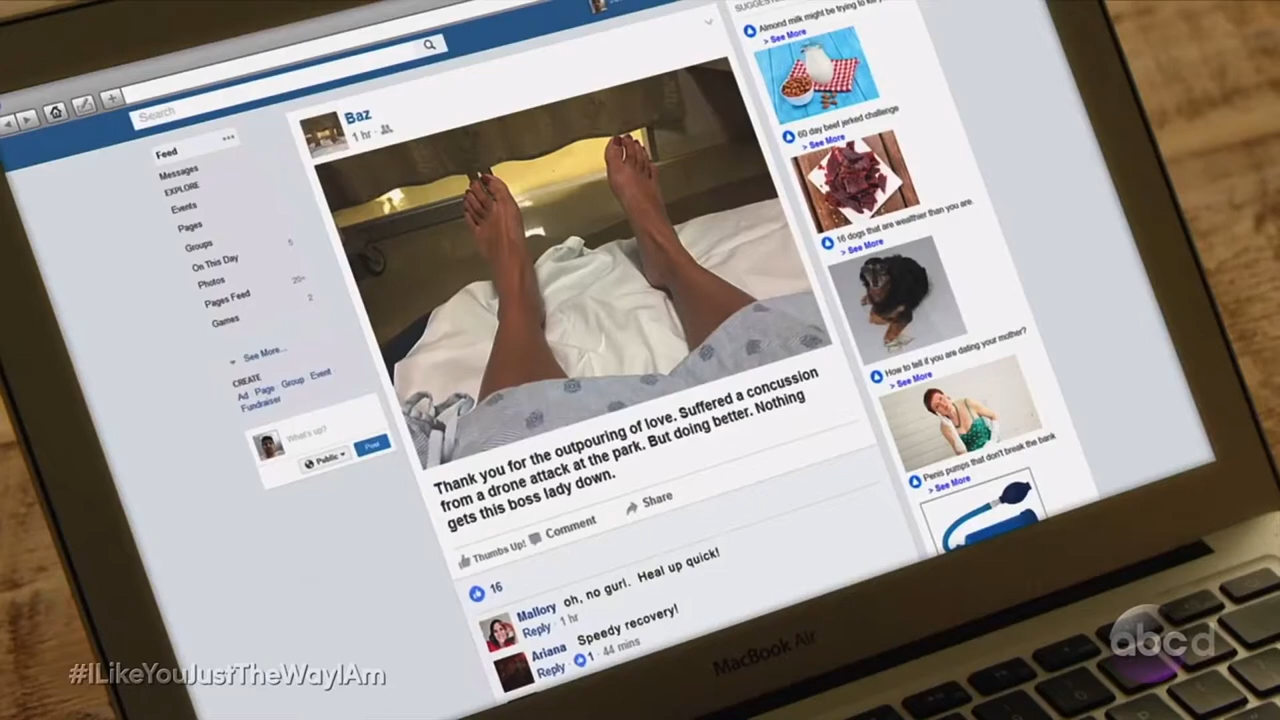 Search
Feed
Messages
EXPLORE
Events
Pages
Groups 5
On This Day
Photos
Pages Feed 20+
Games 2
See More...
CREATE
Ad Page Group Event
Fundraiser
What's up?
Public
Post
Baz
1 hr
Thank you for the outpouring of love. Suffered a concussion
from a drone attack at the park. But doing better. Nothing
gets this boss lady down.
Thumbs Up! Comment Share
16
Mallory oh, no gurl. Heal up quick!
Reply · 1 hr
Ariana Speedy recovery!
Reply · 1 · 44 mins
Almond milk might be trying to
> See More
60 day beef jerked challenge
> See More
16 dogs that are wealthier than you are.
> See More
How to tell if you are dating your mother?
> See More
Penis pumps that don't break the bank
> See More
MacBook Air
#ILikeYouJustTheWayIAm
abcd